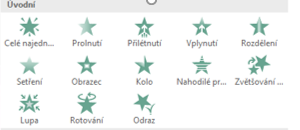 Úvodní
Celé najedn... Prolnutí Přilétnutí Vplynutí Rozdělení
Setření Obrazec Kolo Nahodilé pr... Zvětšování ...
Lupa Rotování Odraz